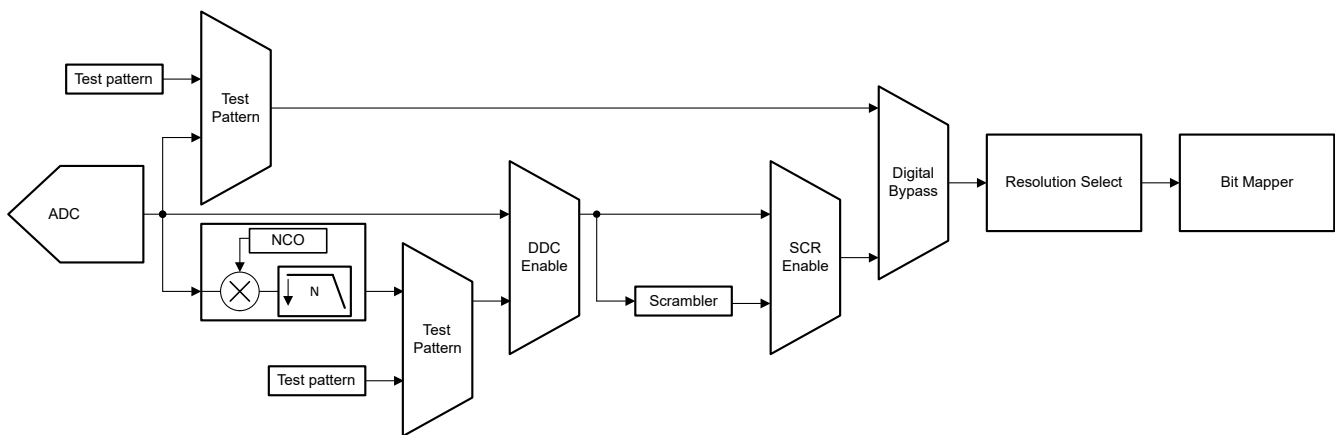 Test pattern
Test
Pattern
ADC
NCO
N
Test
Pattern
Test pattern
DDC
Enable
Scrambler
SCR
Enable
Digital
Bypass
Resolution Select
Bit Mapper